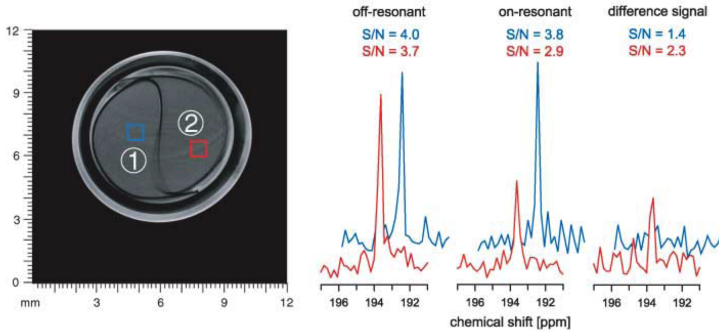 12
9
6
3
0
mm 3 6 9 12
① ②
off-resonant
S/N = 4.0
S/N = 3.7
196 194 192
on-resonant
S/N = 3.8
S/N = 2.9
196 194 192
difference signal
S/N = 1.4
S/N = 2.3
196 194 192
chemical shift [ppm]